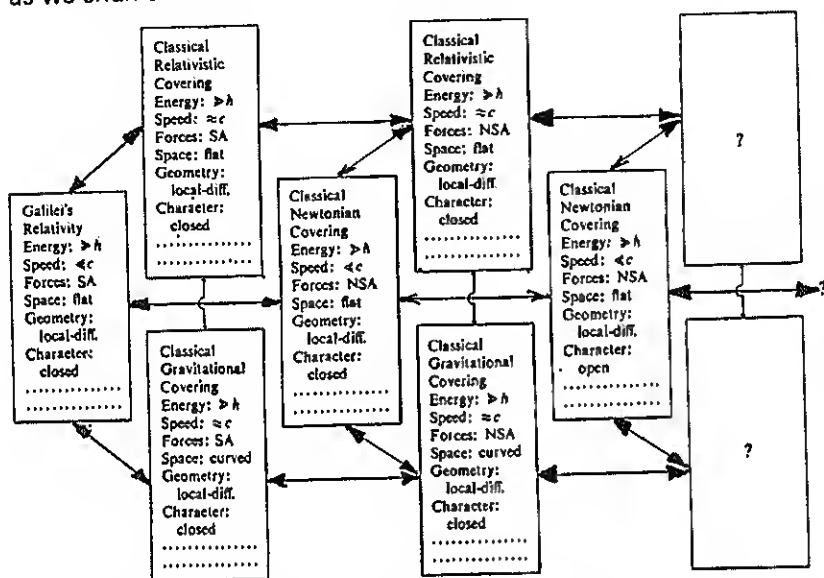 as we
Classical
Relativistic
Covering
Energy: ≫ h
Speed: ≈ c
Forces: SA
Space: flat
Geometry:
local-diff.
Character:
closed
....................
....................
Classical
Relativistic
Covering
Energy: ≫ h
Speed: ≈ c
Forces: NSA
Space: flat
Geometry:
local-diff.
Character:
closed
....................
....................
?
Galilei's
Relativity
Energy: ≫ h
Speed: ≪ c
Forces: SA
Space: flat
Geometry:
local-diff.
Character:
closed
....................
....................
Classical
Newtonian
Covering
Energy: ≫ h
Speed: ≪ c
Forces: NSA
Space: flat
Geometry:
local-diff.
Character:
closed
....................
....................
Classical
Newtonian
Covering
Energy: ≫ h
Speed: ≪ c
Forces: NSA
Space: flat
Geometry:
local-diff.
Character:
open
....................
....................
?
Classical
Gravitational
Covering
Energy: ≫ h
Speed: ≈ c
Forces: SA
Space: curved
Geometry:
local-diff.
Character:
closed
....................
....................
Classical
Gravitational
Covering
Energy: ≫ h
Speed: ≈ c
Forces: NSA
Space: curved
Geometry:
local-diff.
Character:
closed
....................
....................
?